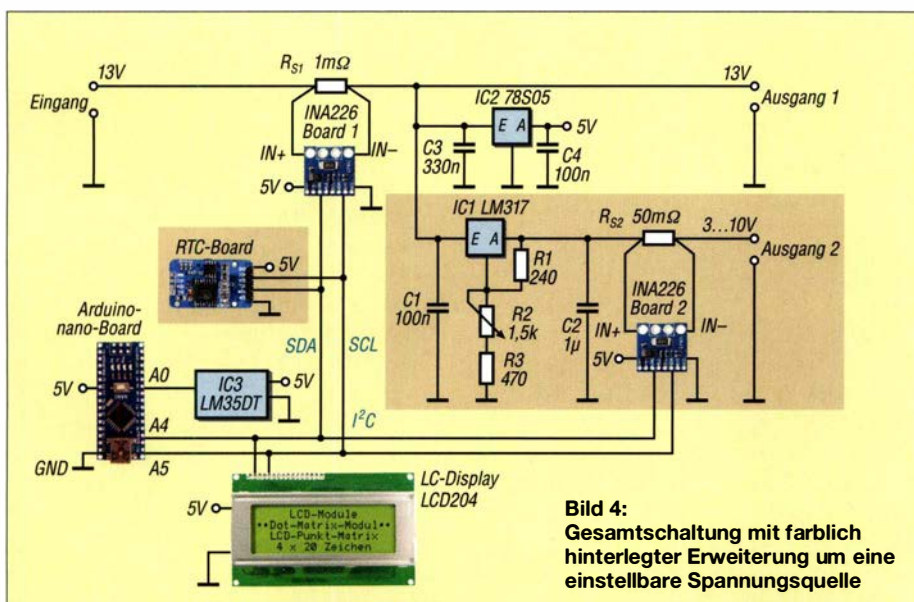 13V
R_S1 1mΩ
13V
Eingang
INA226
Board 1
IC2 78S05
E A
5V
Ausgang 1
IN+
IN–
C3
330n
C4
100n
5V
IC1 LM317
E A
R_S2 50mΩ
3...10V
Ausgang 2
RTC-Board
5V
R1
240
INA226
Board 2
C1
100n
R2
1,5k
C2
1µ
IN+
IN–
Arduino-
nano-Board
SDA
SCL
5V
R3
470
5V
A0
IC3
LM35DT
5V
A4
I²C
GND
A5
LC-Display
LCD204
5V
LCD-Module
••Dot-Matrix-Modul••
LCD-Punkt-Matrix
4 x 20 Zeichen
Bild 4:
Gesamtschaltung mit farblich
hinterlegter Erweiterung um eine
einstellbare Spannungsquelle